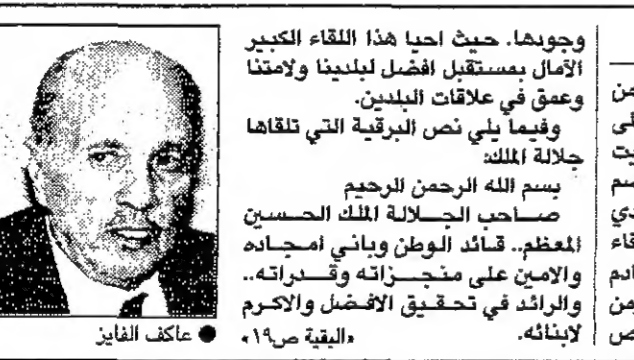 وجودها. حيث احيا هذا اللقاء الكبير
الآمال بمستقبل افضل لبلدينا ولامتنا
وعمق في علاقات البلدين.
وفيما يلي نص البرقية التي تلقاها
جلالة الملك:
بسم الله الرحمن الرحيم
صاحب الجلالة الملك الحسين
المعظم.. قائد الوطن وباني امجاده
والامين على منجزاته وقدراته..
والرائد في تحقيق الافضل والاكرم
لابنائه. «البقية ص١٩»
● عاكف الفايز